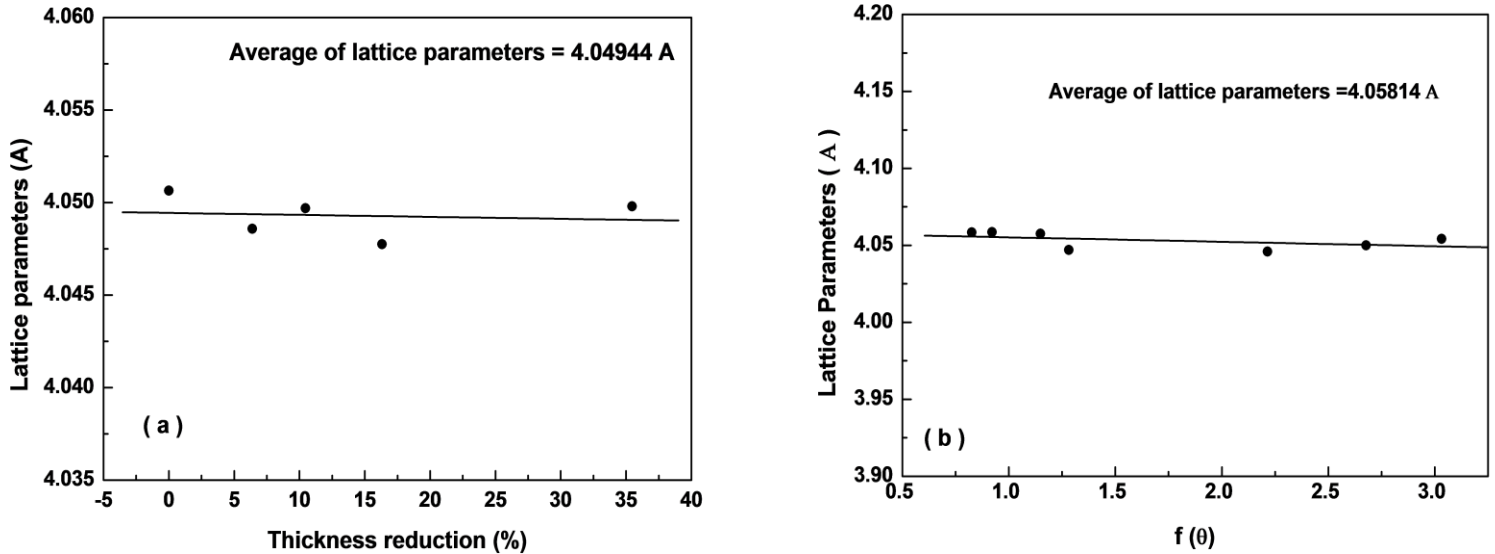 4.060
4.055
4.050
4.045
4.040
4.035
-5 0 5 10 15 20 25 30 35 40
Lattice parameters (A)
Thickness reduction (%)
Average of lattice parameters = 4.04944 A
( a )
4.20
4.15
4.10
4.05
4.00
3.95
3.90
0.5 1.0 1.5 2.0 2.5 3.0
Lattice Parameters ( A )
f (θ)
Average of lattice parameters =4.05814 A
( b )